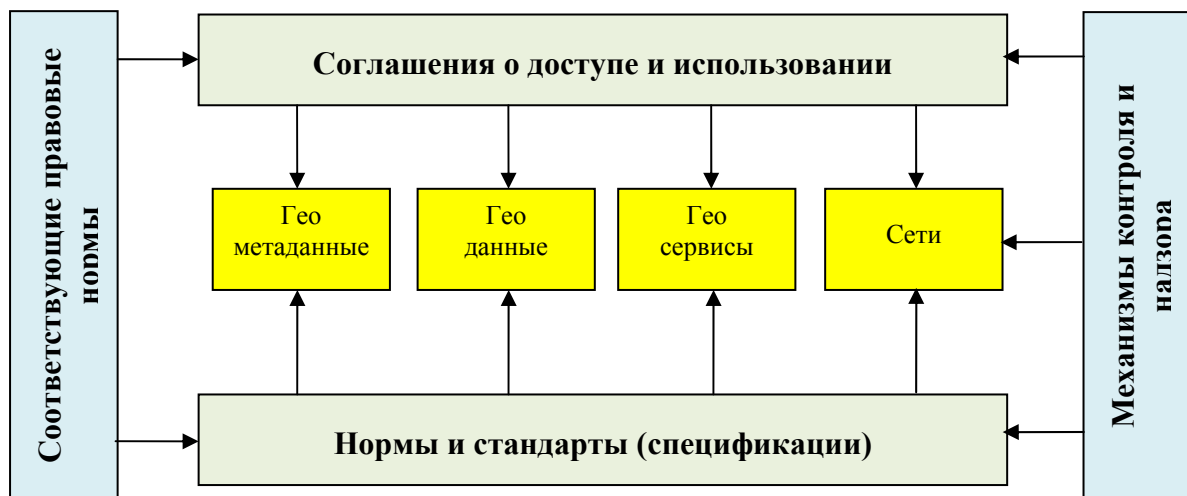 Соответствующие правовые
нормы
Соглашения о доступе и использовании
Гео
метаданные
Гео
данные
Гео
сервисы
Сети
Нормы и стандарты (спецификации)
Механизмы контроля и
надзора